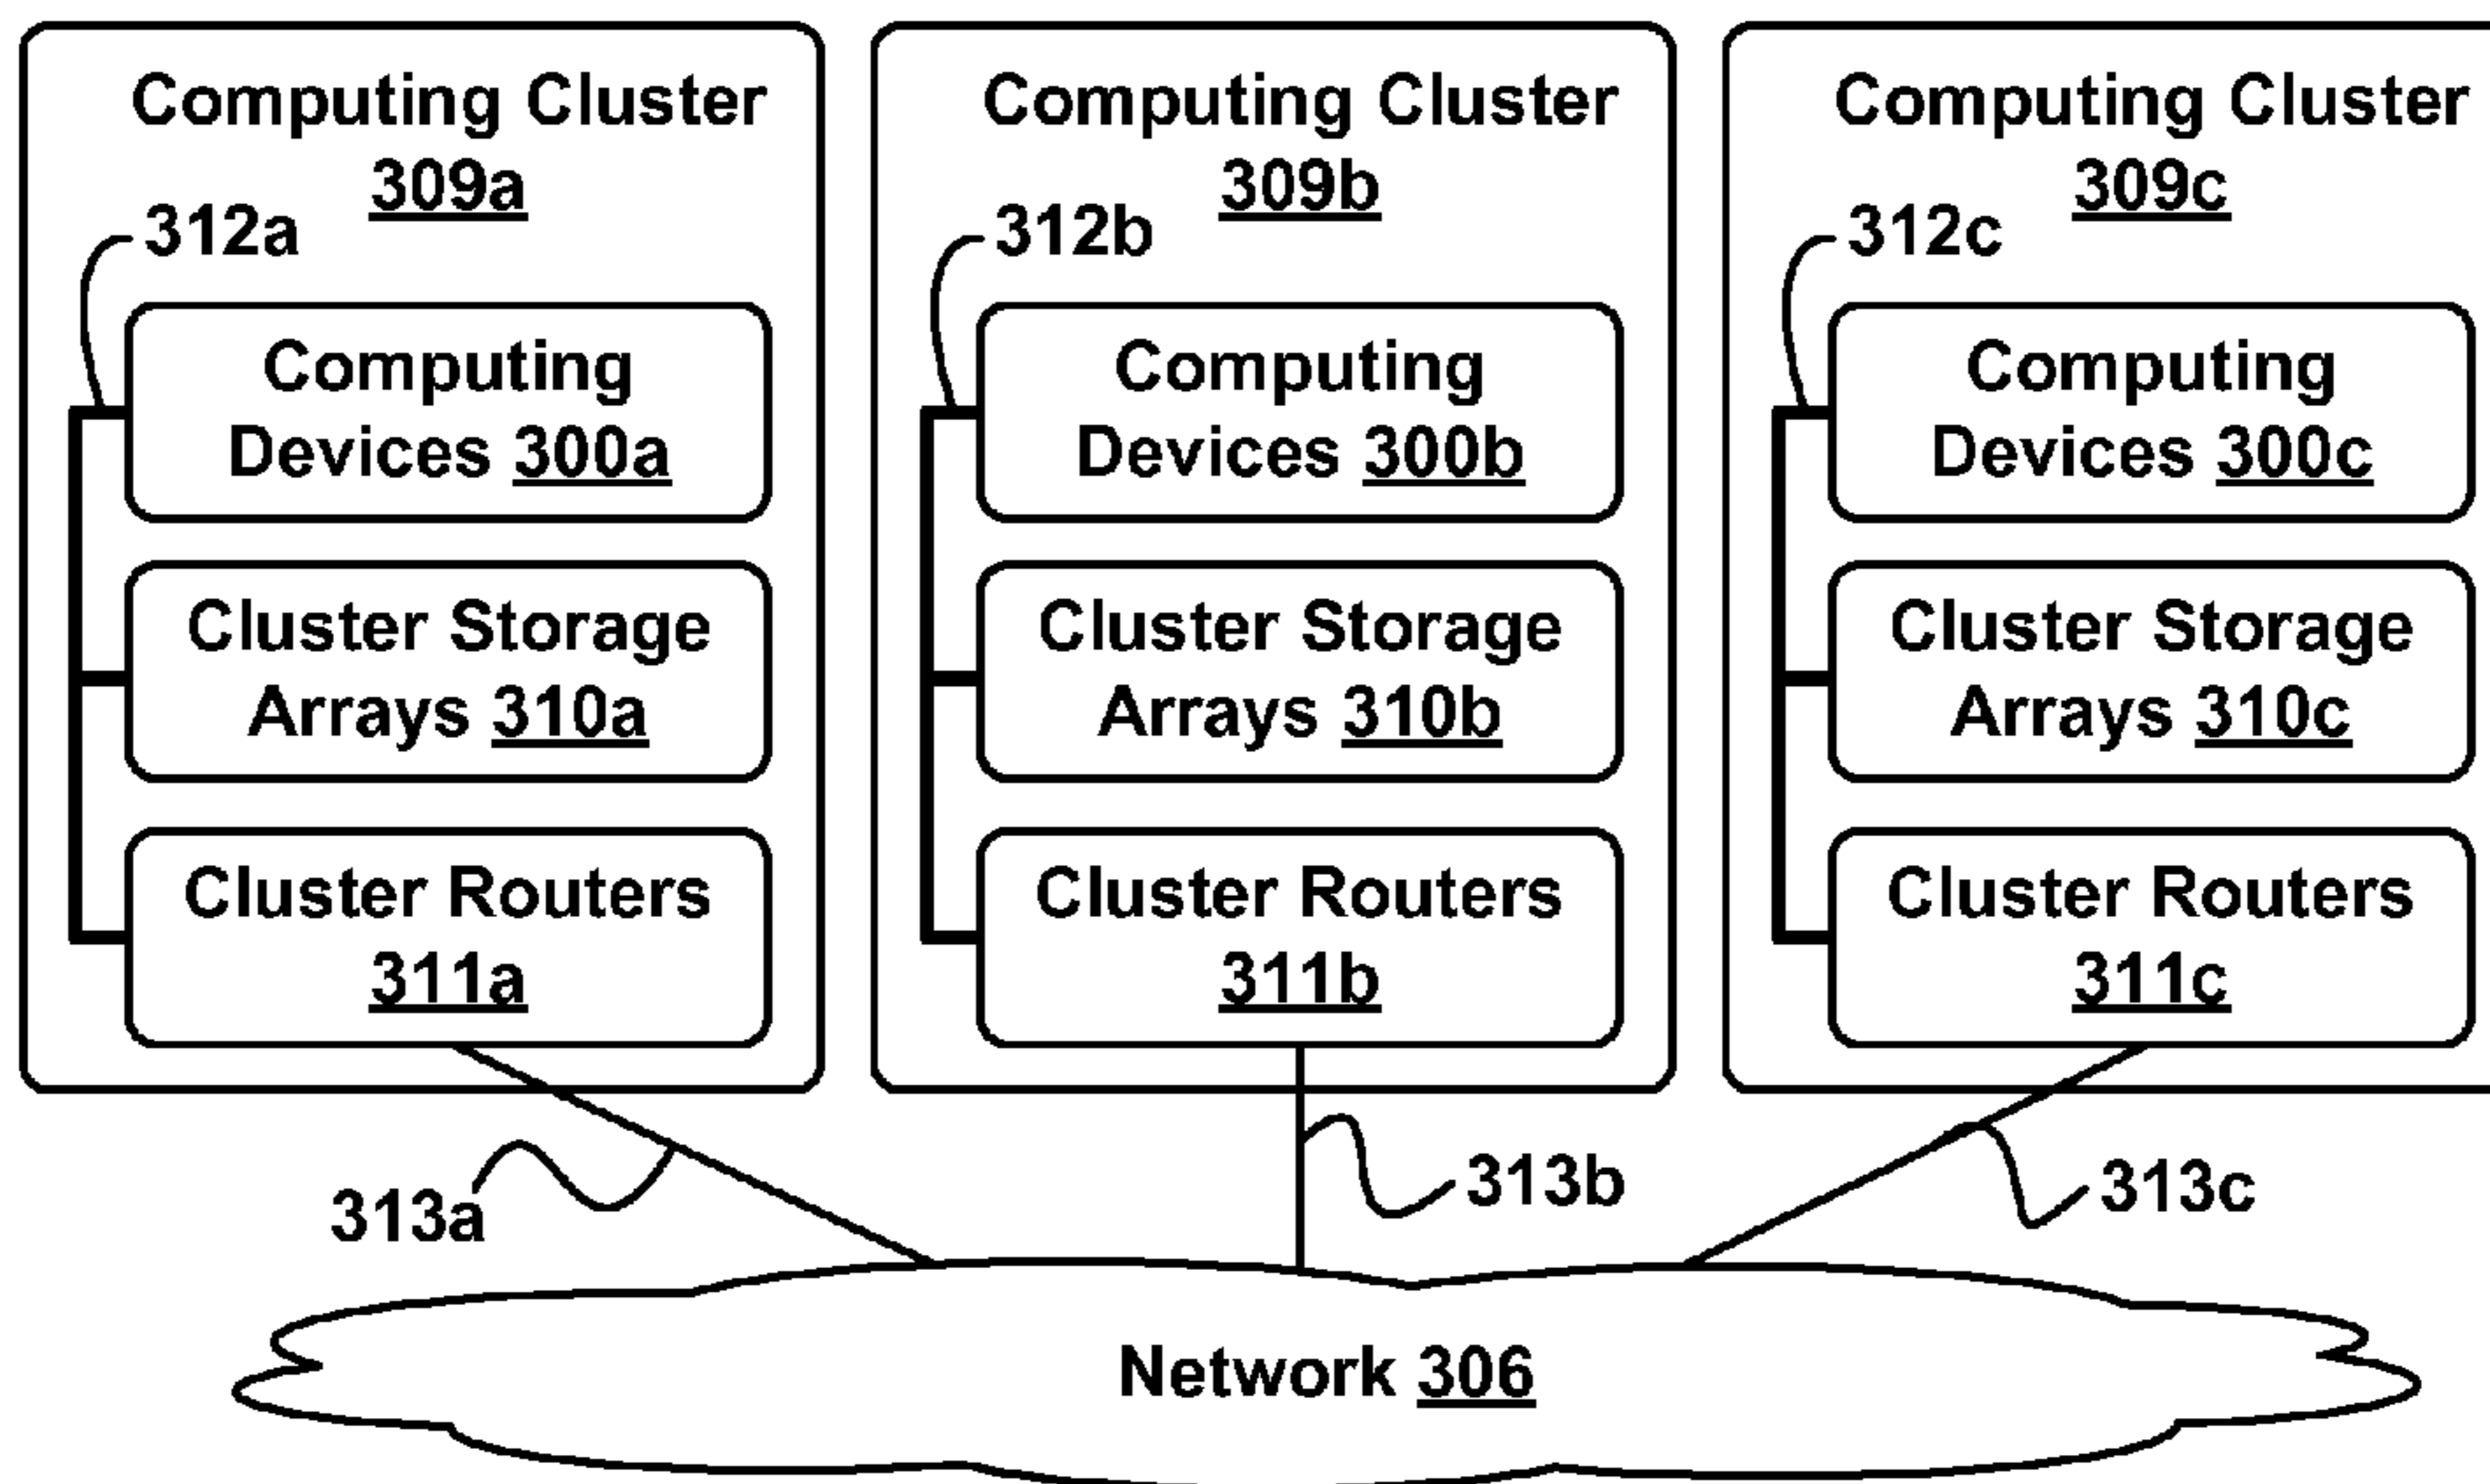 Computing Cluster
309a
312a
Computing
Devices 300a
Cluster Storage
Arrays 310a
Cluster Routers
311a
Computing Cluster
309b
312b
Computing
Devices 300b
Cluster Storage
Arrays 310b
Cluster Routers
311b
Computing Cluster
309c
312c
Computing
Devices 300c
Cluster Storage
Arrays 310c
Cluster Routers
311c
313a
313b
313c
Network 306